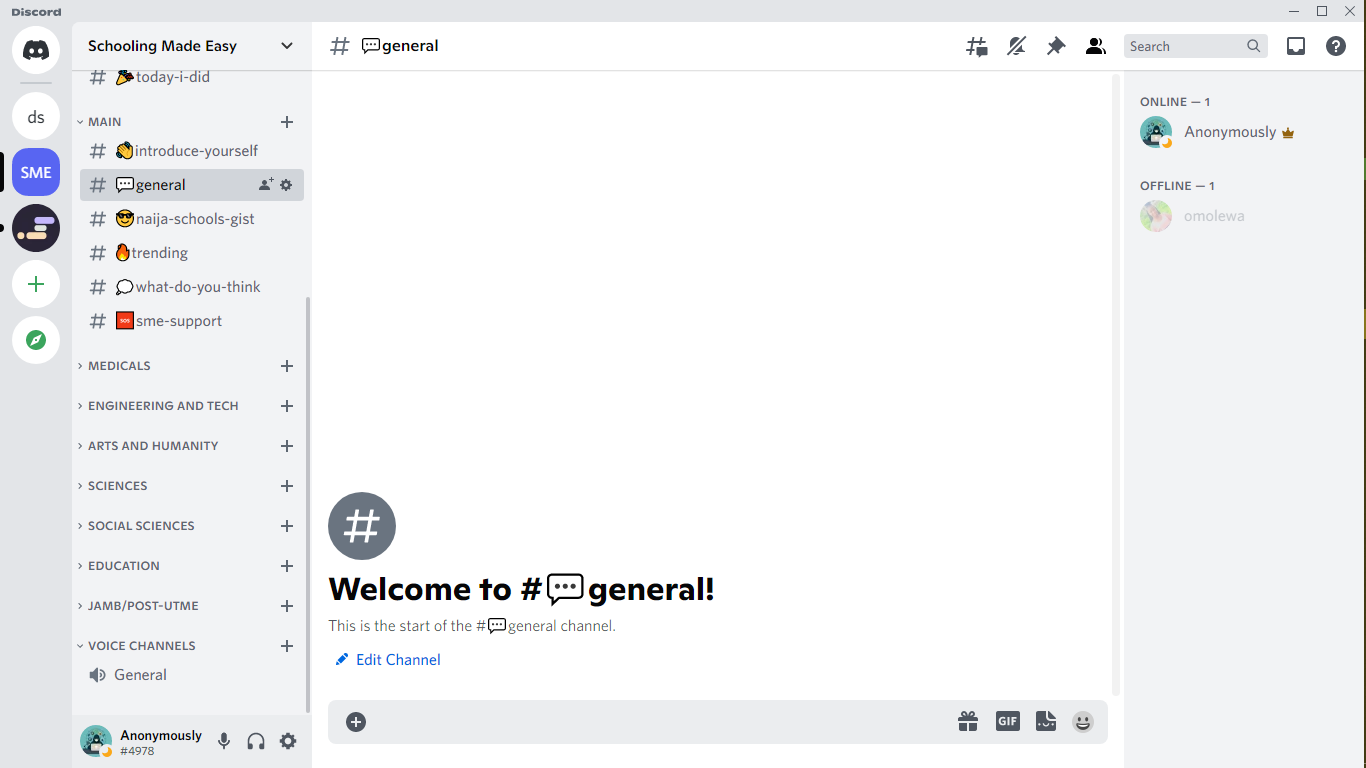 Discord
ds
SME
Schooling Made Easy
🎉today-i-did
MAIN
👏introduce-yourself
💬general
😎naija-schools-gist
🔥trending
💭what-do-you-think
🆘sme-support
MEDICALS
ENGINEERING AND TECH
ARTS AND HUMANITY
SCIENCES
SOCIAL SCIENCES
EDUCATION
JAMB/POST-UTME
VOICE CHANNELS
General
Anonymously
#4978
# 💬general
Search
Welcome to #💬general!
This is the start of the #💬general channel.
Edit Channel
GIF
ONLINE — 1
Anonymously
OFFLINE — 1
omolewa